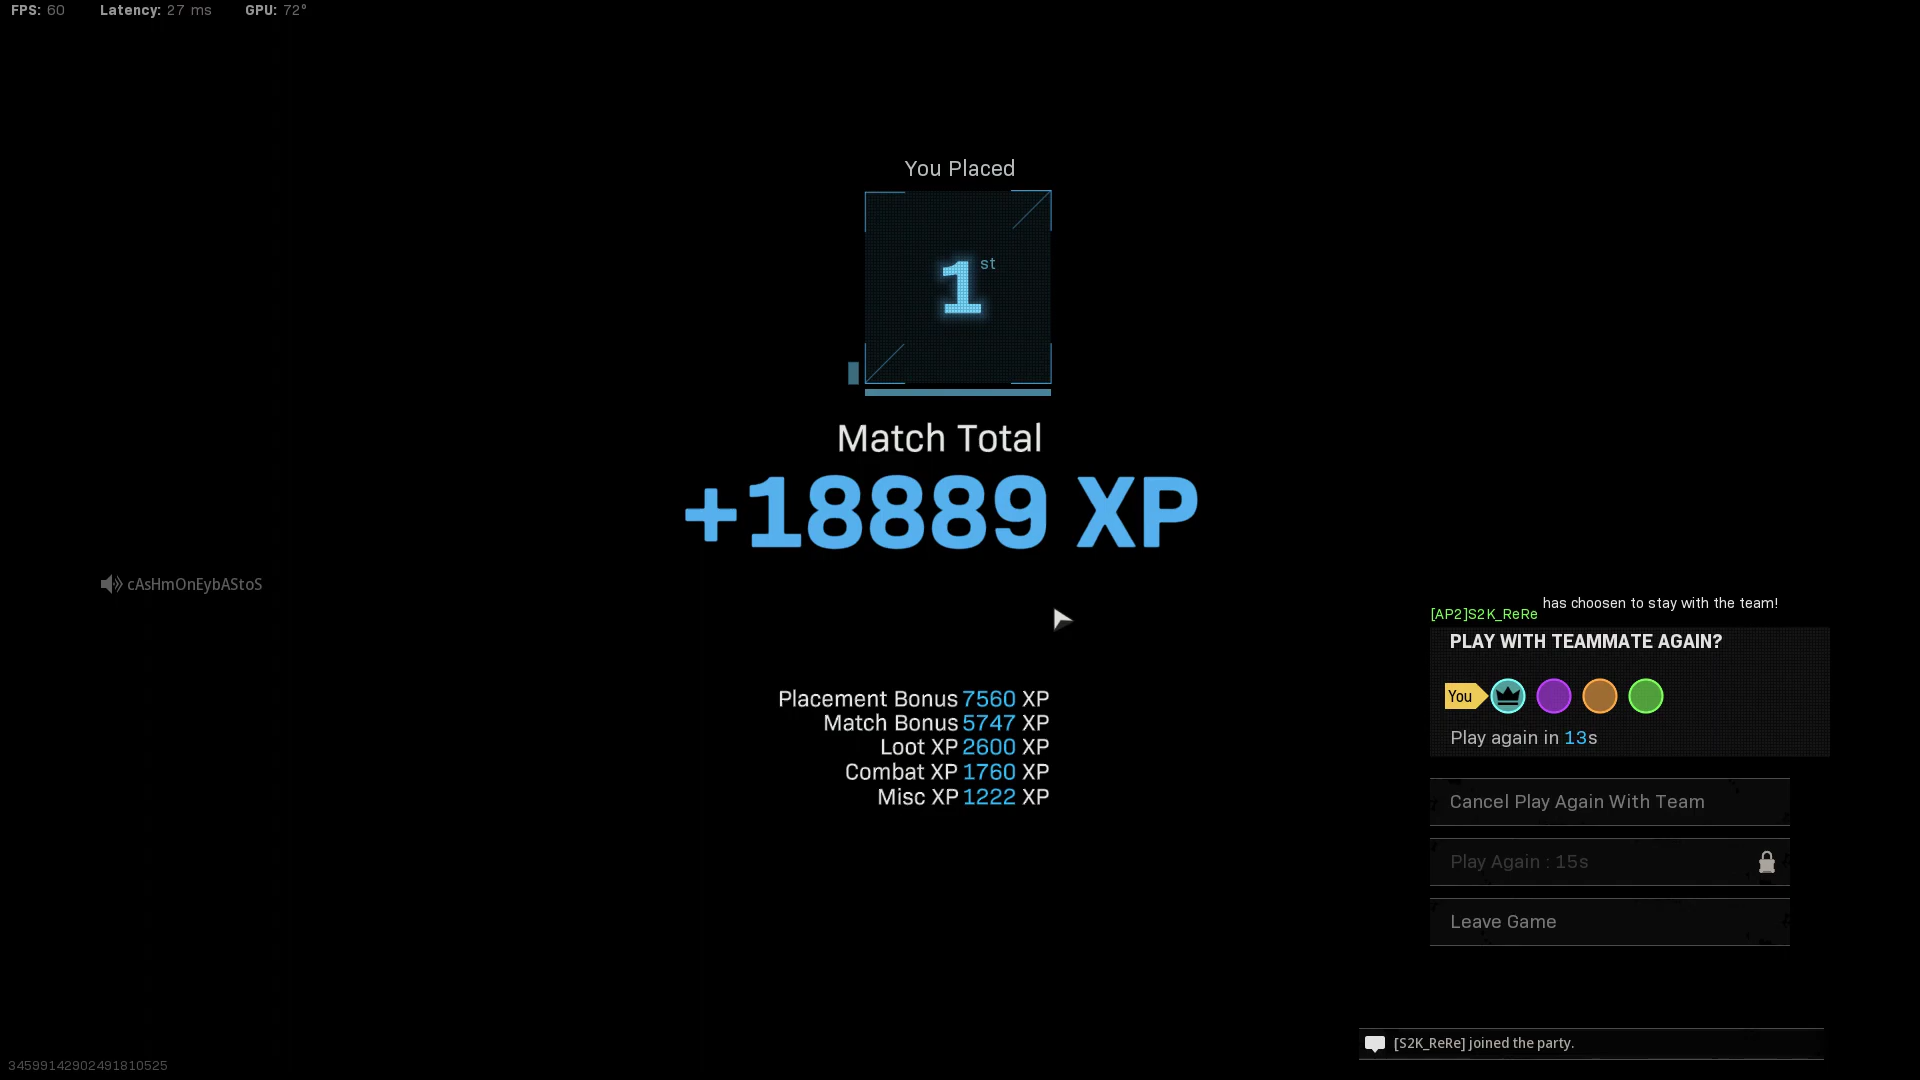 FPS: 60 Latency: 27 ms GPU: 72°
You Placed
1st
Match Total
+18889 XP
cAsHmOnEybAStoS
Placement Bonus 7560 XP
Match Bonus 5747 XP
Loot XP 2600 XP
Combat XP 1760 XP
Misc XP 1222 XP
[AP2]S2K_ReRe has choosen to stay with the team!
PLAY WITH TEAMMATE AGAIN?
You
Play again in 13s
Cancel Play Again With Team
Play Again : 15s
Leave Game
[S2K_ReRe] joined the party.
34599142902491810525